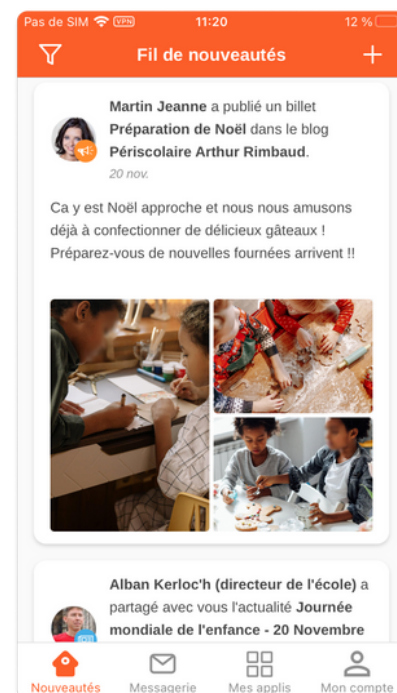 Pas de SIM VPN 11:20 12 %
Fil de nouveautés
Martin Jeanne a publié un billet
Préparation de Noël dans le blog
Périscolaire Arthur Rimbaud.
20 nov.
Ca y est Noël approche et nous nous amusons
déjà à confectionner de délicieux gâteaux !
Préparez-vous de nouvelles fournées arrivent !!
Alban Kerloc'h (directeur de l'école) a
partagé avec vous l'actualité Journée
mondiale de l'enfance - 20 Novembre
Nouveautés Messagerie Mes applis Mon compte